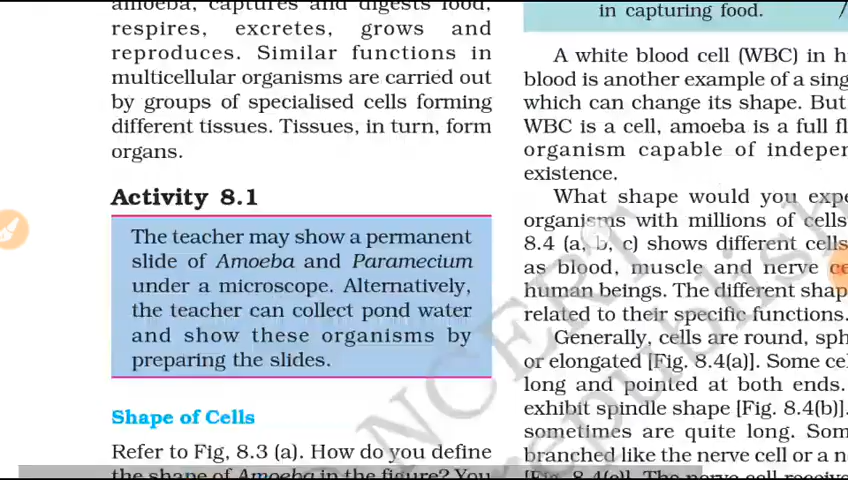 amoeba, captures and digests food,
respires, excretes, grows and
reproduces. Similar functions in
multicellular organisms are carried out
by groups of specialised cells forming
different tissues. Tissues, in turn, form
organs.
Activity 8.1
The teacher may show a permanent
slide of Amoeba and Paramecium
under a microscope. Alternatively,
the teacher can collect pond water
and show these organisms by
preparing the slides.
Shape of Cells
Refer to Fig, 8.3 (a). How do you define
the shape of Amoeba in the figure? You
in capturing food.
A white blood cell (WBC) in h
blood is another example of a sing
which can change its shape. But
WBC is a cell, amoeba is a full fl
organism capable of indepen
existence.
What shape would you expe
organisms with millions of cells
8.4 (a, b, c) shows different cells
as blood, muscle and nerve ce
human beings. The different shap
related to their specific functions.
Generally, cells are round, sph
or elongated [Fig. 8.4(a)]. Some cel
long and pointed at both ends.
exhibit spindle shape [Fig. 8.4(b)].
sometimes are quite long. Som
branched like the nerve cell or a n
[Fig. 8.4(c)]. The nerve cell receive
© NCERT
republish